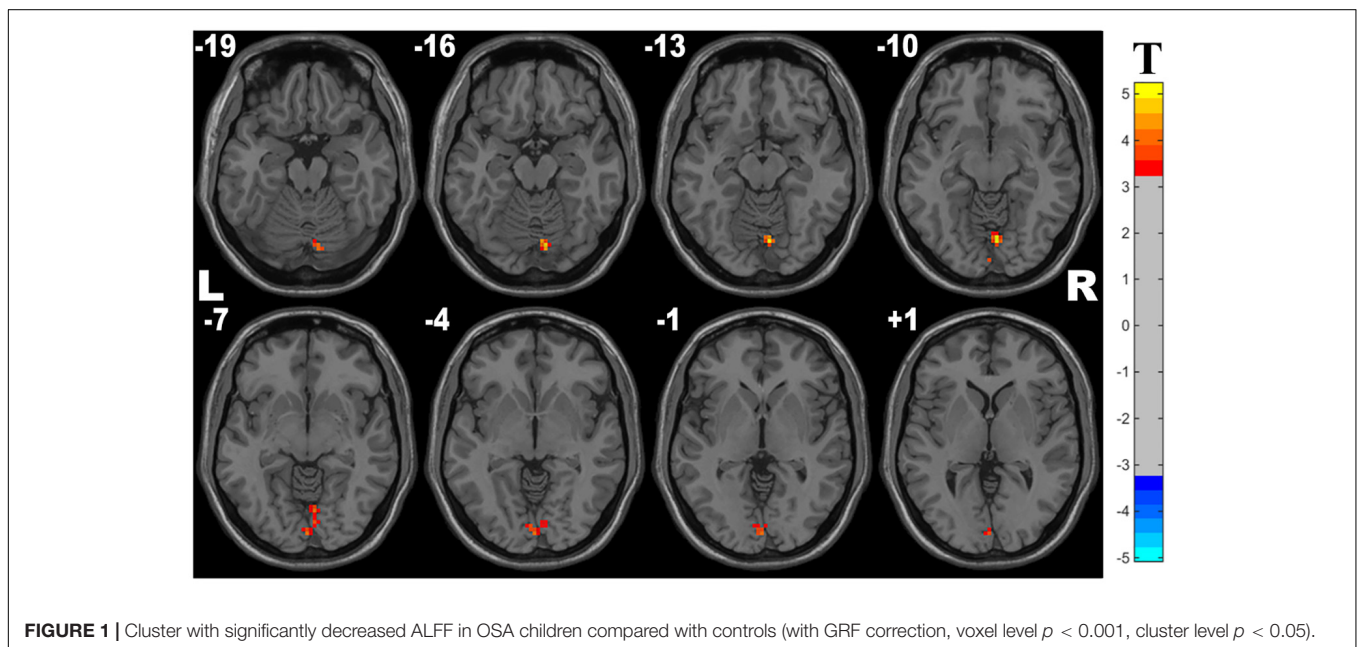 -19 -16 -13 -10 T
L R
-7 -4 -1 +1
5
4
3
2
1
0
-1
-2
-3
-4
-5
FIGURE 1 | Cluster with significantly decreased ALFF in OSA children compared with controls (with GRF correction, voxel level p < 0.001, cluster level p < 0.05).